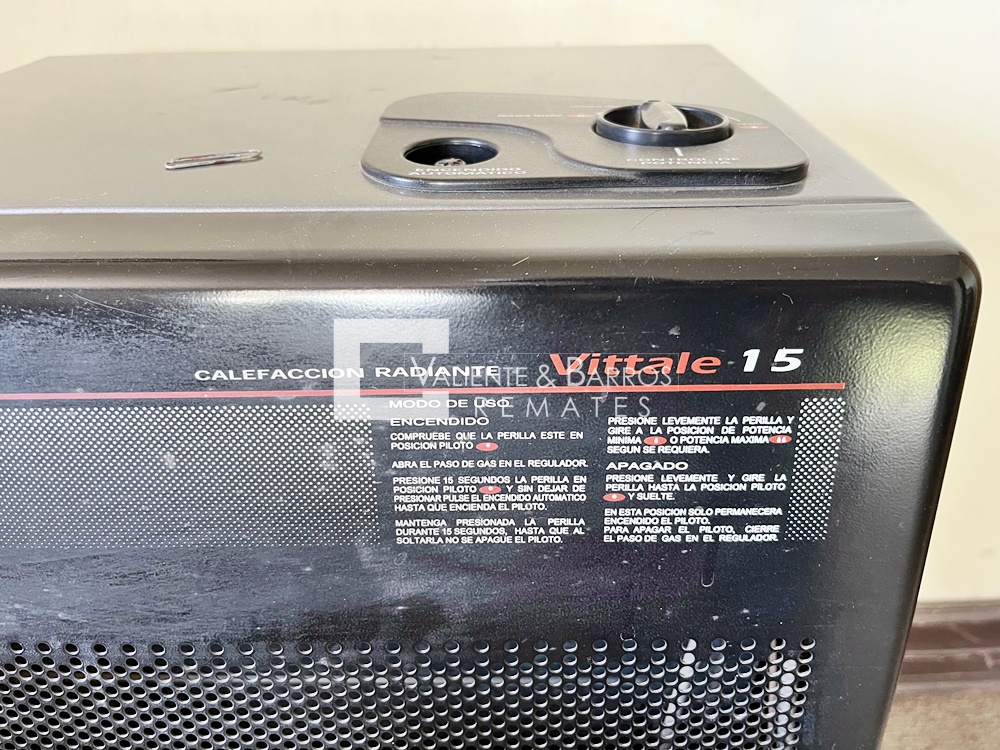 ENCENDIDO
AUTOMATICO
CONTROL DE
POTENCIA
CALEFACCION RADIANTE
Vittale 15
VALIENTE & BARROS
REMATES
MODO DE USO
ENCENDIDO
COMPRUEBE QUE LA PERILLA ESTE EN
POSICION PILOTO
ABRA EL PASO DE GAS EN EL REGULADOR.
PRESIONE 15 SEGUNDOS LA PERILLA EN
POSICION PILOTO Y SIN DEJAR DE
PRESIONAR PULSE EL ENCENDIDO AUTOMATICO
HASTA QUE ENCIENDA EL PILOTO.
MANTENGA PRESIONADA LA PERILLA
DURANTE 15 SEGUNDOS, HASTA QUE AL
SOLTARLA NO SE APAGUE EL PILOTO.
PRESIONE LEVEMENTE LA PERILLA Y
GIRE A LA POSICION DE POTENCIA
MINIMA O POTENCIA MAXIMA
SEGUN SE REQUIERA.
APAGADO
PRESIONE LEVEMENTE Y GIRE LA
PERILLA HASTA LA POSICION PILOTO
Y SUELTE.
EN ESTA POSICION SOLO PERMANECERA
ENCENDIDO EL PILOTO.
PARA APAGAR EL PILOTO, CIERRE
EL PASO DE GAS EN EL REGULADOR.